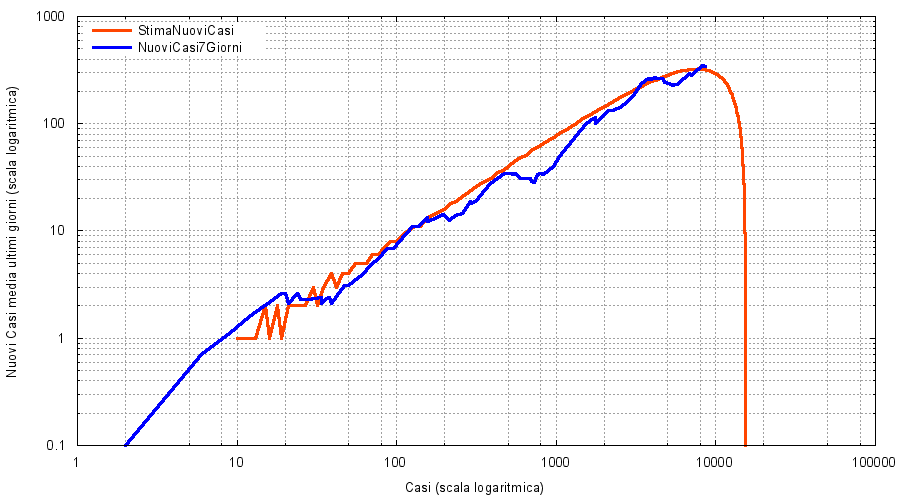 1000
StimaNuoviCasi
NuoviCasi7Giorni
100
10
1
0.1
Nuovi Casi media ultimi giorni (scala logaritmica)
1 10 100 1000 10000 100000
Casi (scala logaritmica)